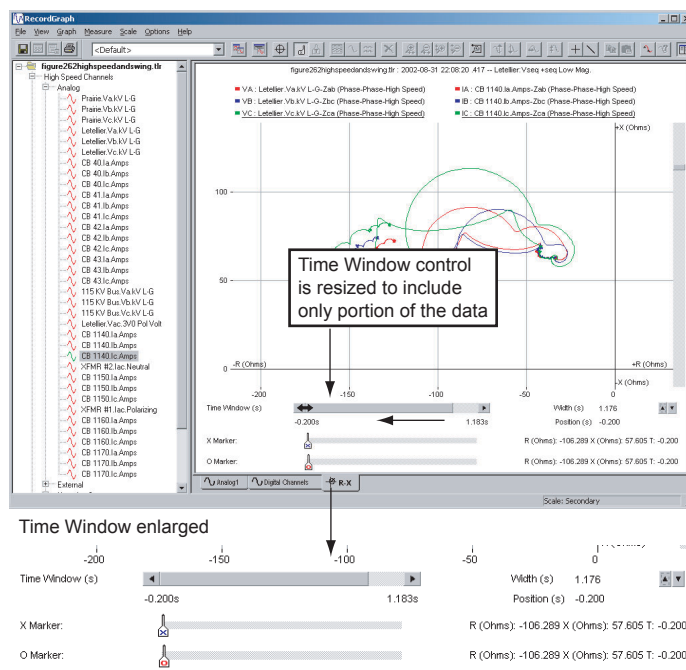 RecordGraph
File View Graph Measure Scale Options Help
<Default>
figure262highspeedandswing.tlr
High Speed Channels
Analog
Prairie.Va.kV L-G
Prairie.Vb.kV L-G
Prairie.Vc.kV L-G
Letellier.Va.kV L-G
Letellier.Vb.kV L-G
Letellier.Vc.kV L-G
CB 40.Ia.Amps
CB 40.Ib.Amps
CB 40.Ic.Amps
CB 41.Ia.Amps
CB 41.Ib.Amps
CB 41.Ic.Amps
CB 42.Ia.Amps
CB 42.Ib.Amps
CB 42.Ic.Amps
CB 43.Ia.Amps
CB 43.Ib.Amps
CB 43.Ic.Amps
115 KV Bus.Va.kV L-G
115 KV Bus.Vb.kV L-G
115 KV Bus.Vc.kV L-G
Letellier.Vac.3V0 Pol Volt
CB 1140.Ia.Amps
CB 1140.Ib.Amps
CB 1140.Ic.Amps
XFMR #2.Iac.Neutral
CB 1150.Ia.Amps
CB 1150.Ib.Amps
CB 1150.Ic.Amps
XFMR #1.Iac.Polarizing
CB 1160.Ia.Amps
CB 1160.Ib.Amps
CB 1160.Ic.Amps
CB 1170.Ia.Amps
CB 1170.Ib.Amps
CB 1170.Ic.Amps
External
figure262highspeedandswing.tlr : 2002-08-31 22:08:20 .417 -- Letellier:Vseq +seq Low Mag.
VA : Letellier.Va.kV L-G-Zab (Phase-Phase-High Speed)
IA : CB 1140.Ia.Amps-Zab (Phase-Phase-High Speed)
VB : Letellier.Vb.kV L-G-Zbc (Phase-Phase-High Speed)
IB : CB 1140.Ib.Amps-Zbc (Phase-Phase-High Speed)
VC : Letellier.Vc.kV L-G-Zca (Phase-Phase-High Speed)
IC : CB 1140.Ic.Amps-Zca (Phase-Phase-High Speed)
+X (Ohms)
100
50
0
-R (Ohms)
+R (Ohms)
-X (Ohms)
-200 -150 -100 -50 0
Time Window control
is resized to include
only portion of the data
Time Window (s)
Width (s) 1.176
-0.200s 1.183s
Position (s) -0.200
X Marker:
R (Ohms): -106.289 X (Ohms): 57.605 T: -0.200
O Marker:
R (Ohms): -106.289 X (Ohms): 57.605 T: -0.200
Analog1 Digital Channels R-X
Scale: Secondary
Time Window enlarged
-200 -150 -100 -50 0
Time Window (s)
Width (s) 1.176
-0.200s 1.183s
Position (s) -0.200
X Marker:
R (Ohms): -106.289 X (Ohms): 57.605 T: -0.200
O Marker:
R (Ohms): -106.289 X (Ohms): 57.605 T: -0.200